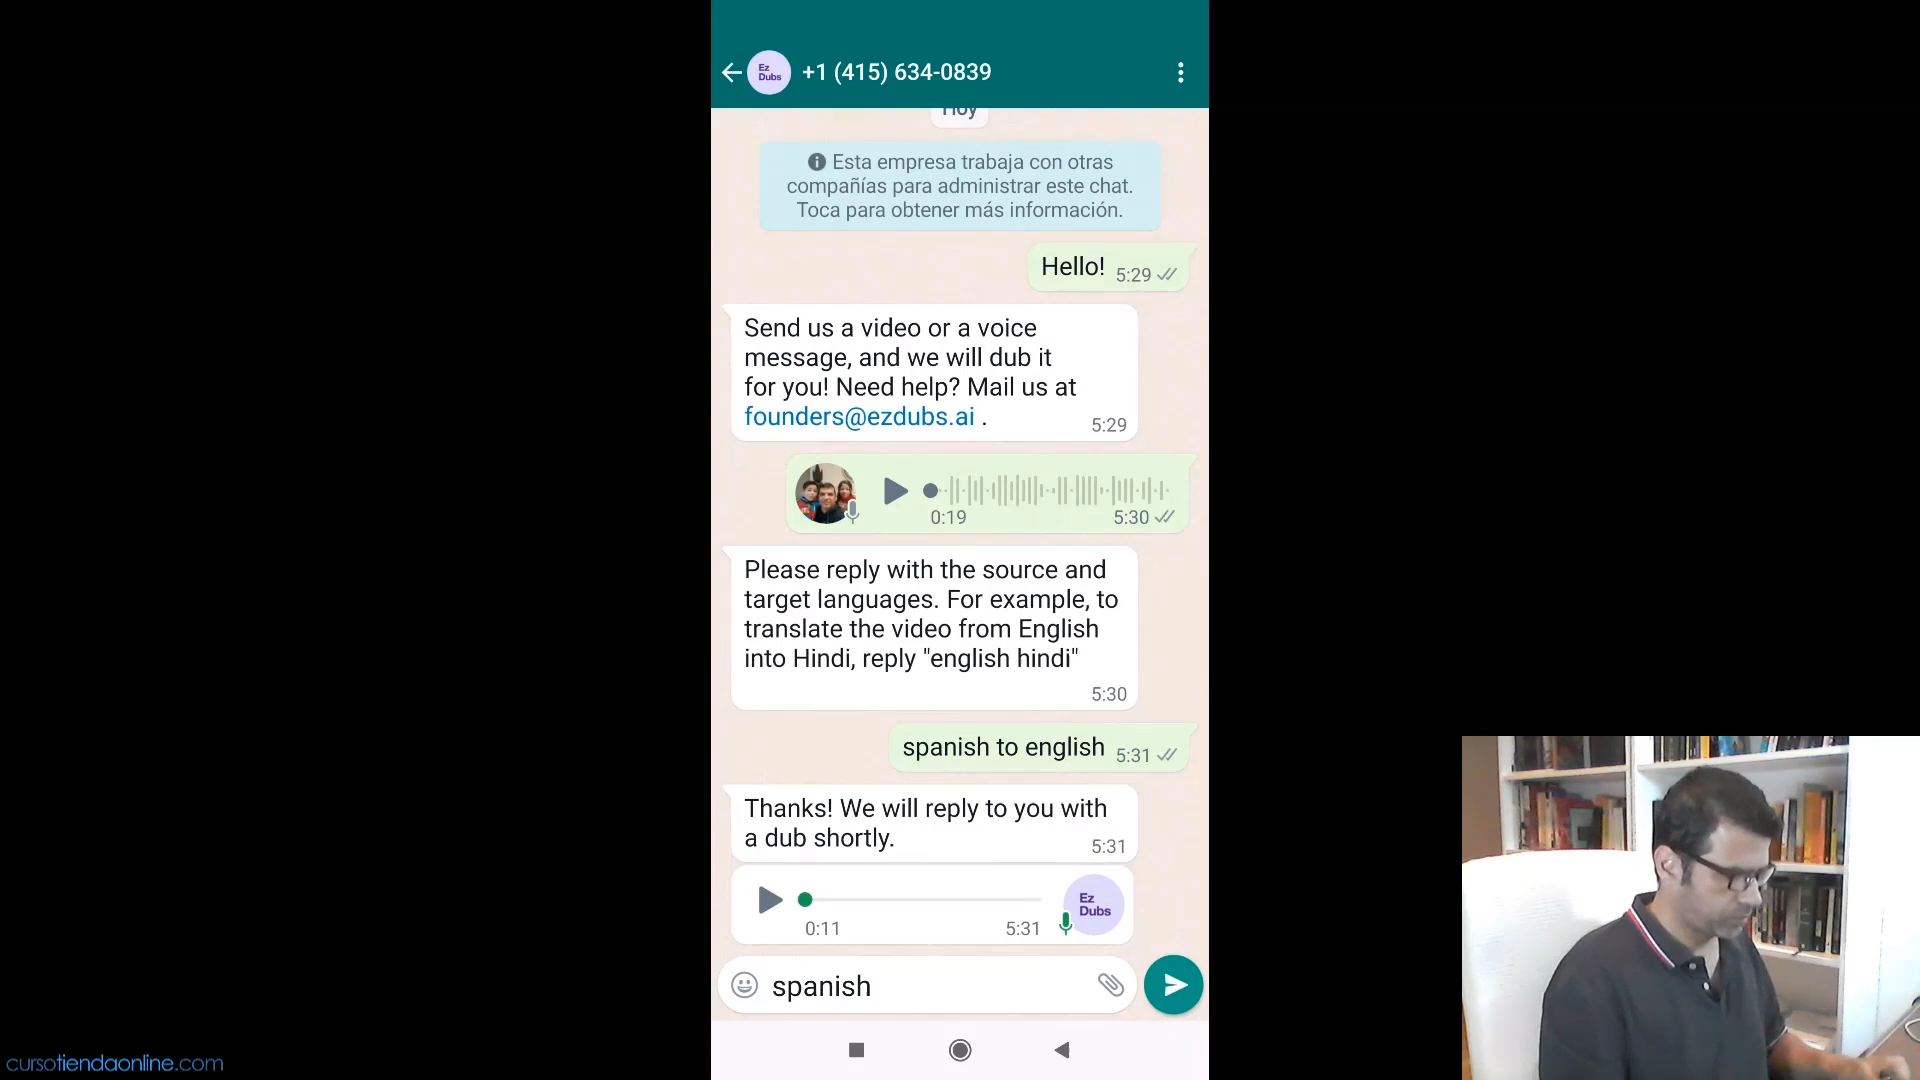 Ez
Dubs
+1 (415) 634-0839
Hoy
Esta empresa trabaja con otras
compañías para administrar este chat.
Toca para obtener más información.
Hello! 5:29
Send us a video or a voice
message, and we will dub it
for you! Need help? Mail us at
founders@ezdubs.ai .
5:29
0:19 5:30
Please reply with the source and
target languages. For example, to
translate the video from English
into Hindi, reply "english hindi"
5:30
spanish to english 5:31
Thanks! We will reply to you with
a dub shortly. 5:31
Ez
Dubs
0:11 5:31
spanish
cursotiendaonline.com